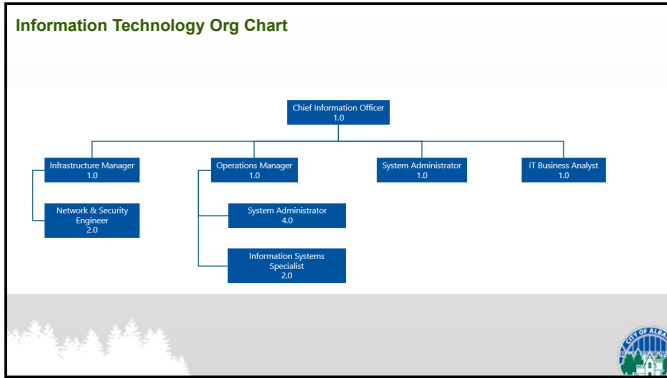 Information Technology Org Chart
Chief Information Officer
1.0
Infrastructure Manager
1.0
Operations Manager
1.0
System Administrator
1.0
IT Business Analyst
1.0
Network & Security
Engineer
2.0
System Administrator
4.0
Information Systems
Specialist
2.0
CITY OF